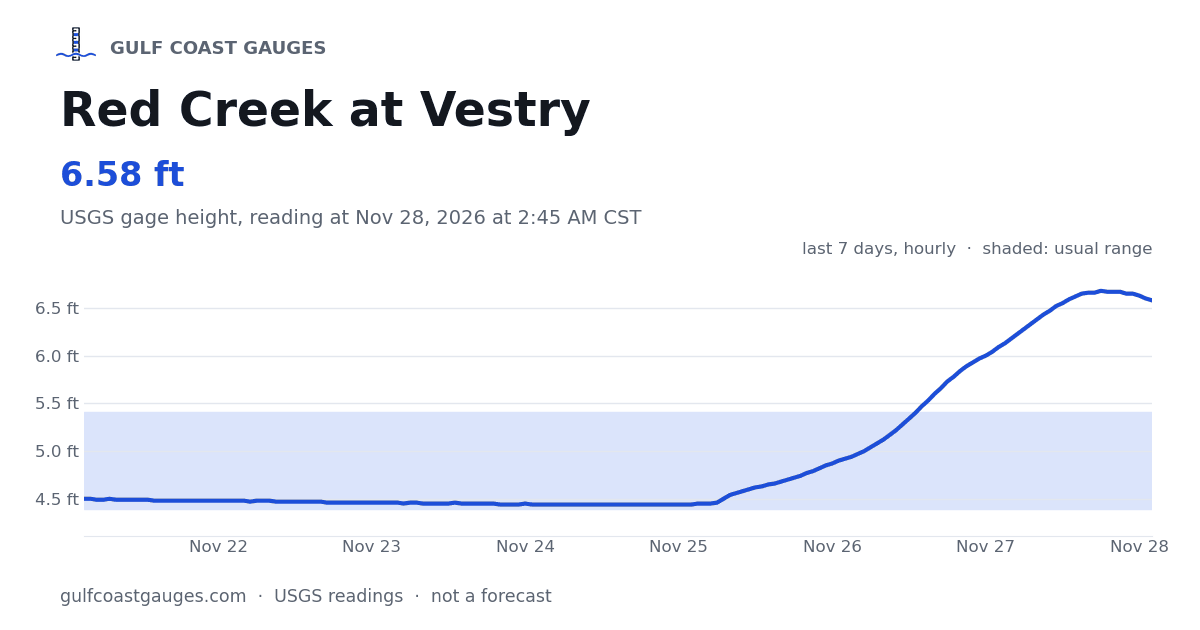 GULF COAST GAUGES
Red Creek at Vestry
6.58 ft
USGS gage height, reading at Nov 28, 2026 at 2:45 AM CST
last 7 days, hourly · shaded: usual range
6.5 ft
6.0 ft
5.5 ft
5.0 ft
4.5 ft
Nov 22 Nov 23 Nov 24 Nov 25 Nov 26 Nov 27 Nov 28
gulfcoastgauges.com · USGS readings · not a forecast